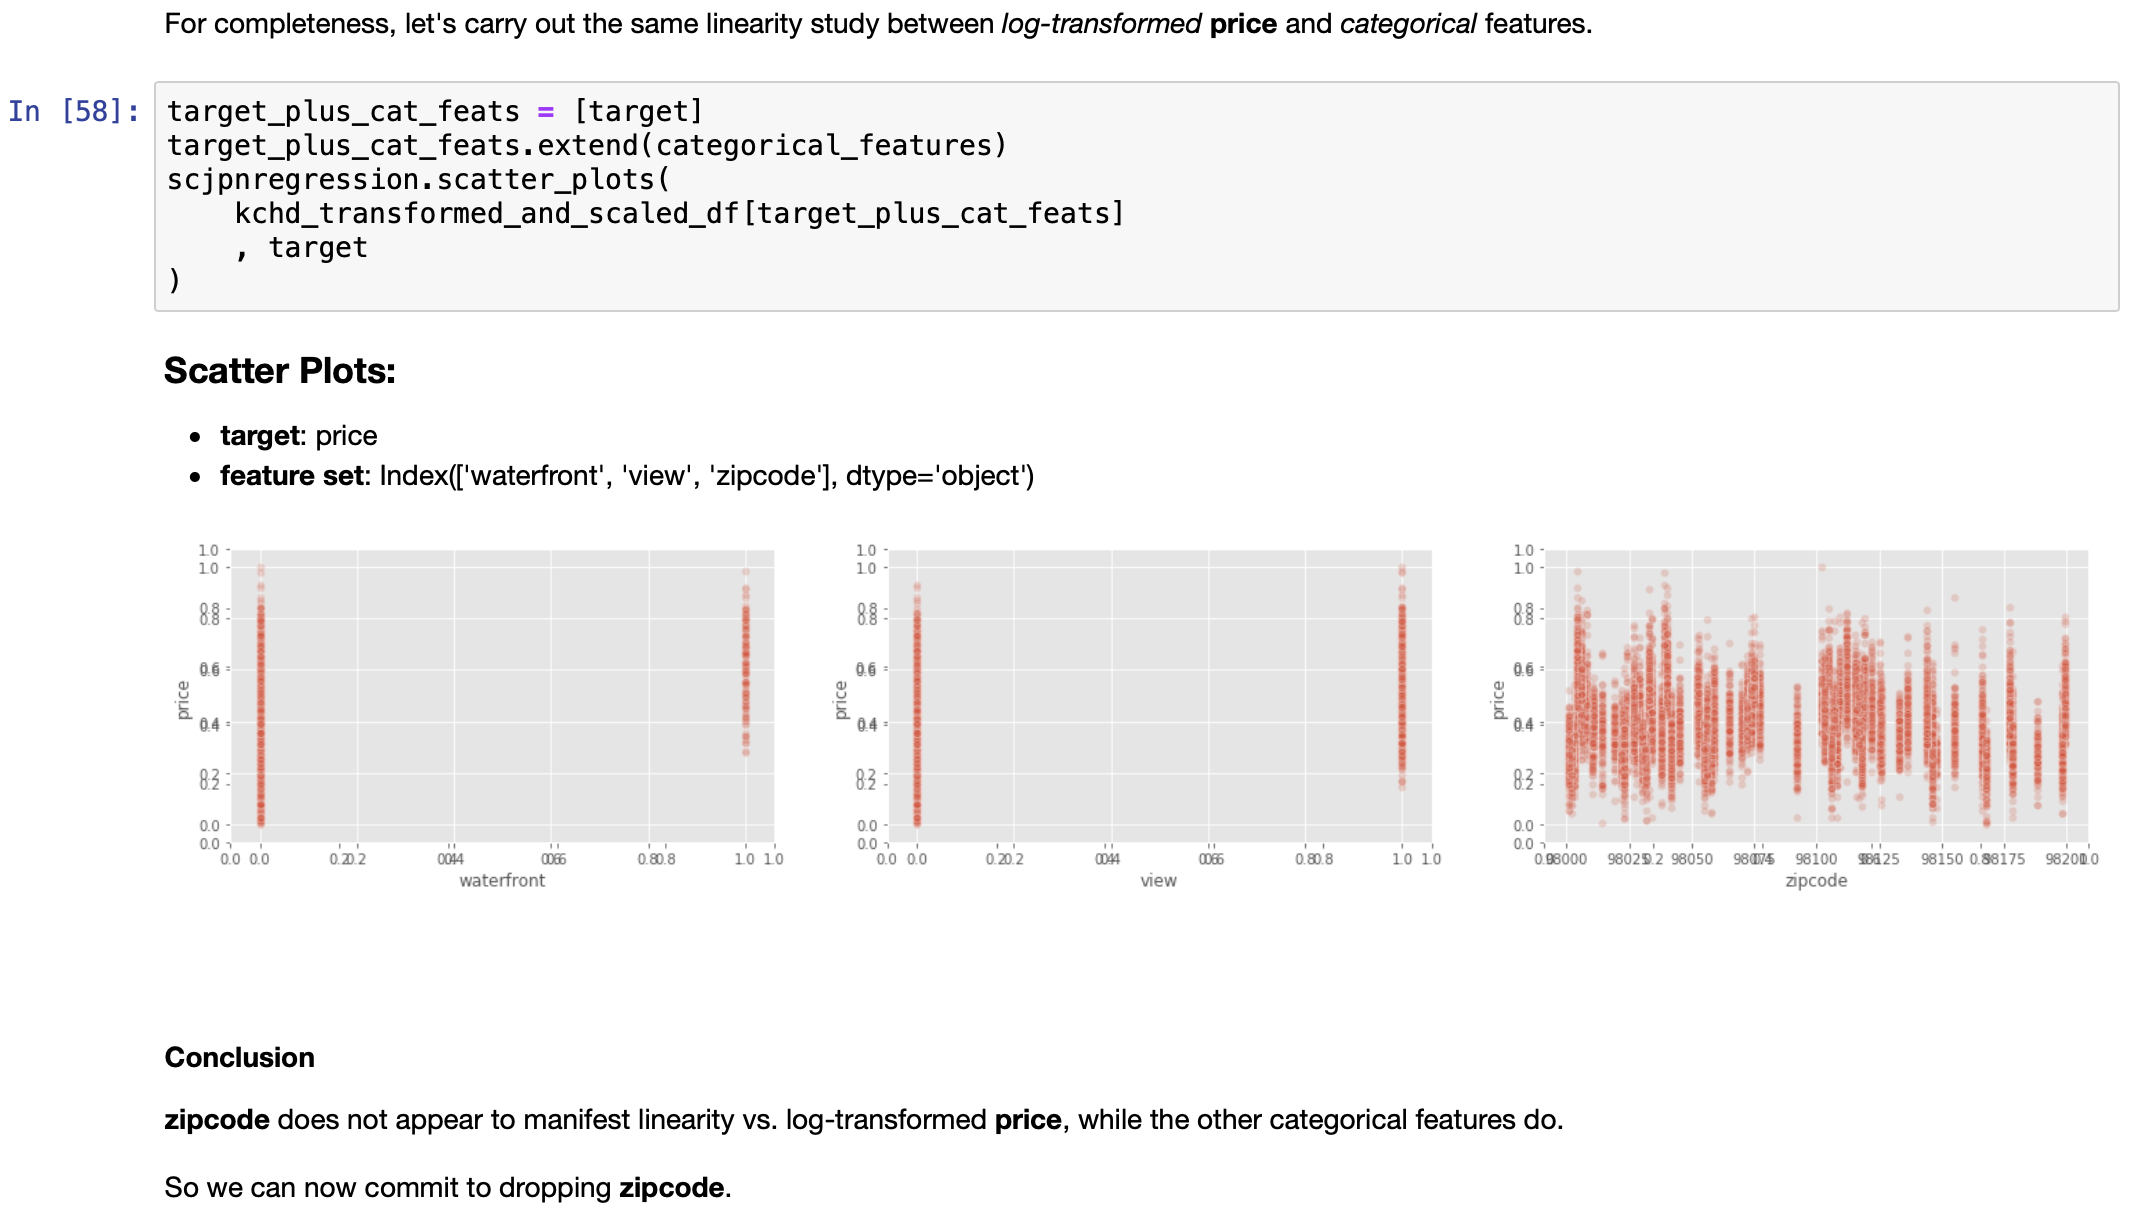 For completeness, let's carry out the same linearity study between log-transformed price and categorical features.
In [58]:
target_plus_cat_feats = [target]
target_plus_cat_feats.extend(categorical_features)
scjpnregression.scatter_plots(
    kchd_transformed_and_scaled_df[target_plus_cat_feats]
    , target
)
Scatter Plots:
• target: price
• feature set: Index(['waterfront', 'view', 'zipcode'], dtype='object')
1.0
1.0
0.8
0.8
0.6
0.6
0.4
0.4
0.2
0.2
0.0
0.0
price
0.0 0.0 0.2 0.2 0.4 0.4 0.6 0.6 0.8 0.8 1.0 1.0
waterfront
1.0
1.0
0.8
0.8
0.6
0.6
0.4
0.4
0.2
0.2
0.0
0.0
price
0.0 0.0 0.2 0.2 0.4 0.4 0.6 0.6 0.8 0.8 1.0 1.0
view
1.0
1.0
0.8
0.8
0.6
0.6
0.4
0.4
0.2
0.2
0.0
0.0
price
0.0 98000 98025 0.2 98050 98075 0.4 98100 0.6 98125 98150 0.8 98175 98200 1.0
zipcode
Conclusion
zipcode does not appear to manifest linearity vs. log-transformed price, while the other categorical features do.
So we can now commit to dropping zipcode.